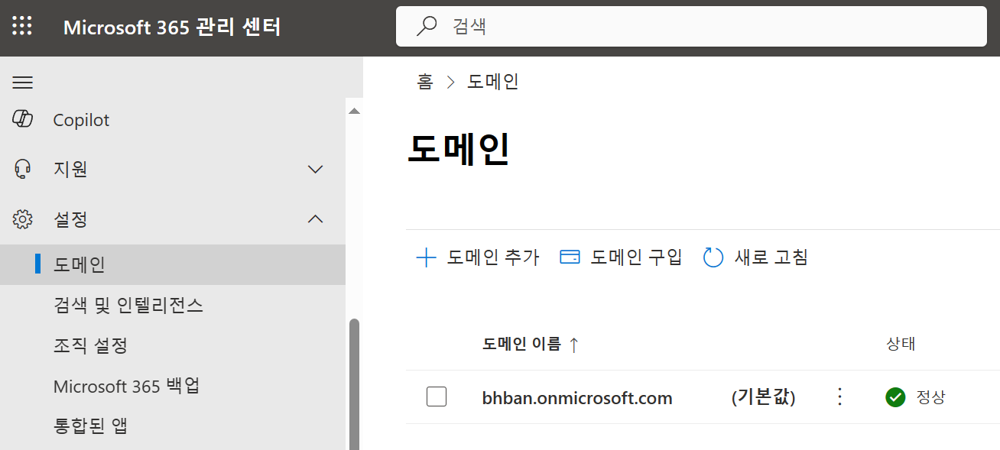 Microsoft 365 관리 센터
검색
Copilot
지원
설정
도메인
검색 및 인텔리전스
조직 설정
Microsoft 365 백업
통합된 앱
홈 > 도메인
도메인
도메인 추가 도메인 구입 새로 고침
도메인 이름 ↑ 상태
bhban.onmicrosoft.com (기본값) 정상